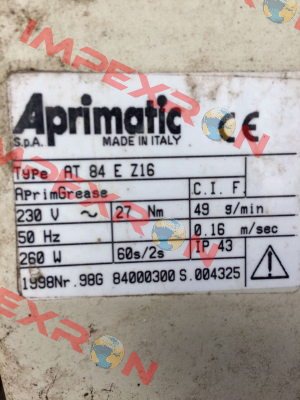 Aprimatic
S.p.A. MADE IN ITALY CE
Type AT 84 E Z16
AprimGrease C.I.F.
230 V ~ 27 Nm 49 g/min
50 Hz 0.16 m/sec
260 W 60s/2s IP 43
1998Nr.98G 84000300 S.004325
IMPEXRON
IMPEXRON
IMPEXRON